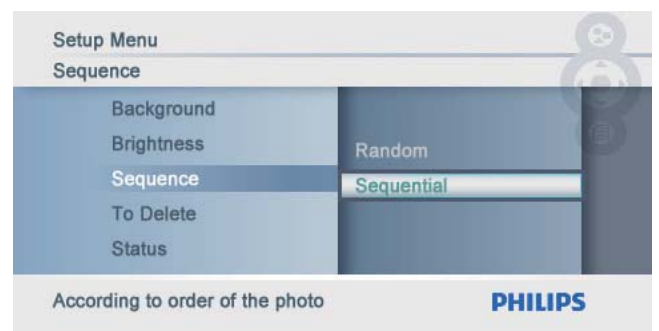 Setup Menu
Sequence
Background
Brightness
Sequence
To Delete
Status
Random
Sequential
According to order of the photo
PHILIPS